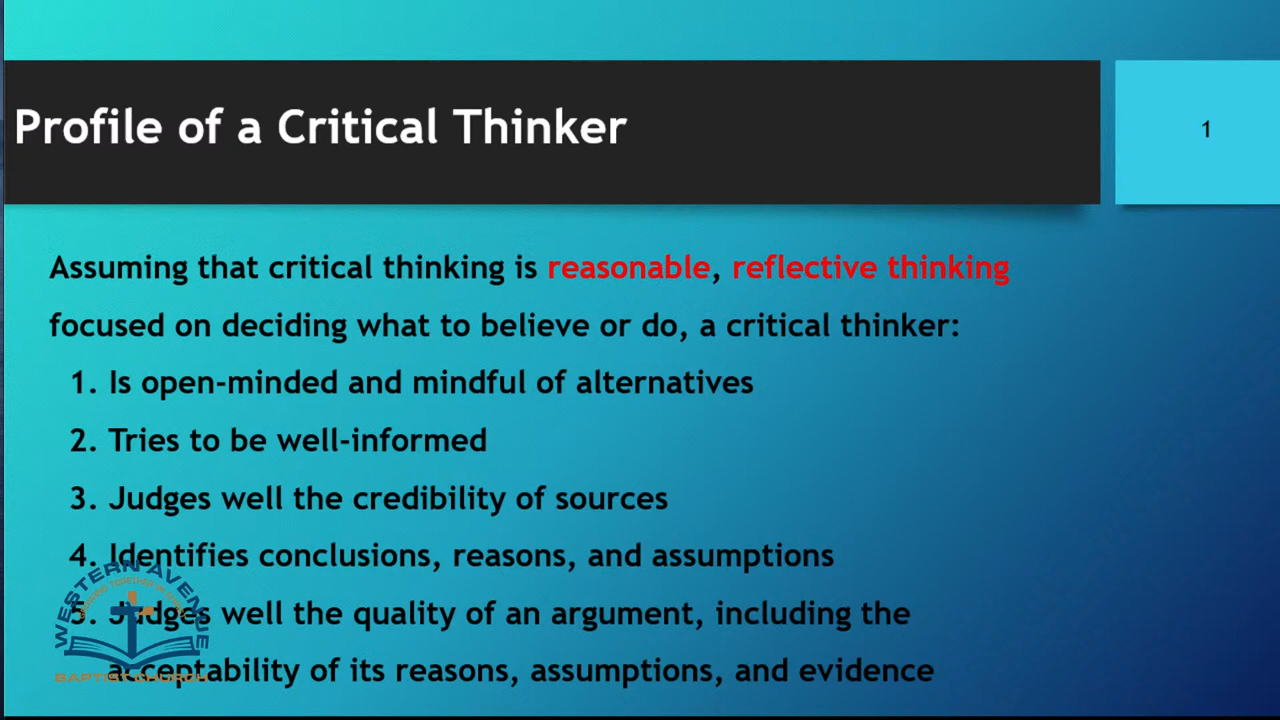 Profile of a Critical Thinker
1
Assuming that critical thinking is reasonable, reflective thinking
focused on deciding what to believe or do, a critical thinker:
1. Is open-minded and mindful of alternatives
2. Tries to be well-informed
3. Judges well the credibility of sources
4. Identifies conclusions, reasons, and assumptions
5. Judges well the quality of an argument, including the
acceptability of its reasons, assumptions, and evidence
WESTERN AVENUE
BAPTIST CHURCH